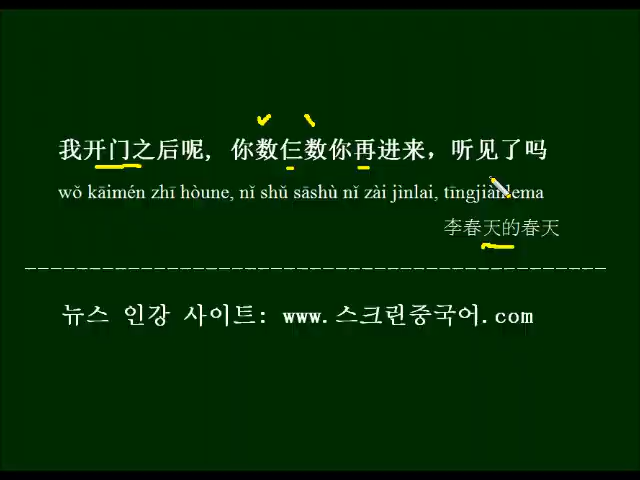 我开门之后呢, 你数仨数你再进来，听见了吗
wǒ kāimén zhī hòune, nǐ shǔ sāshù nǐ zài jìnlai, tīngjiànlema
李春天的春天
뉴스 인강 사이트: www.스크린중국어.com